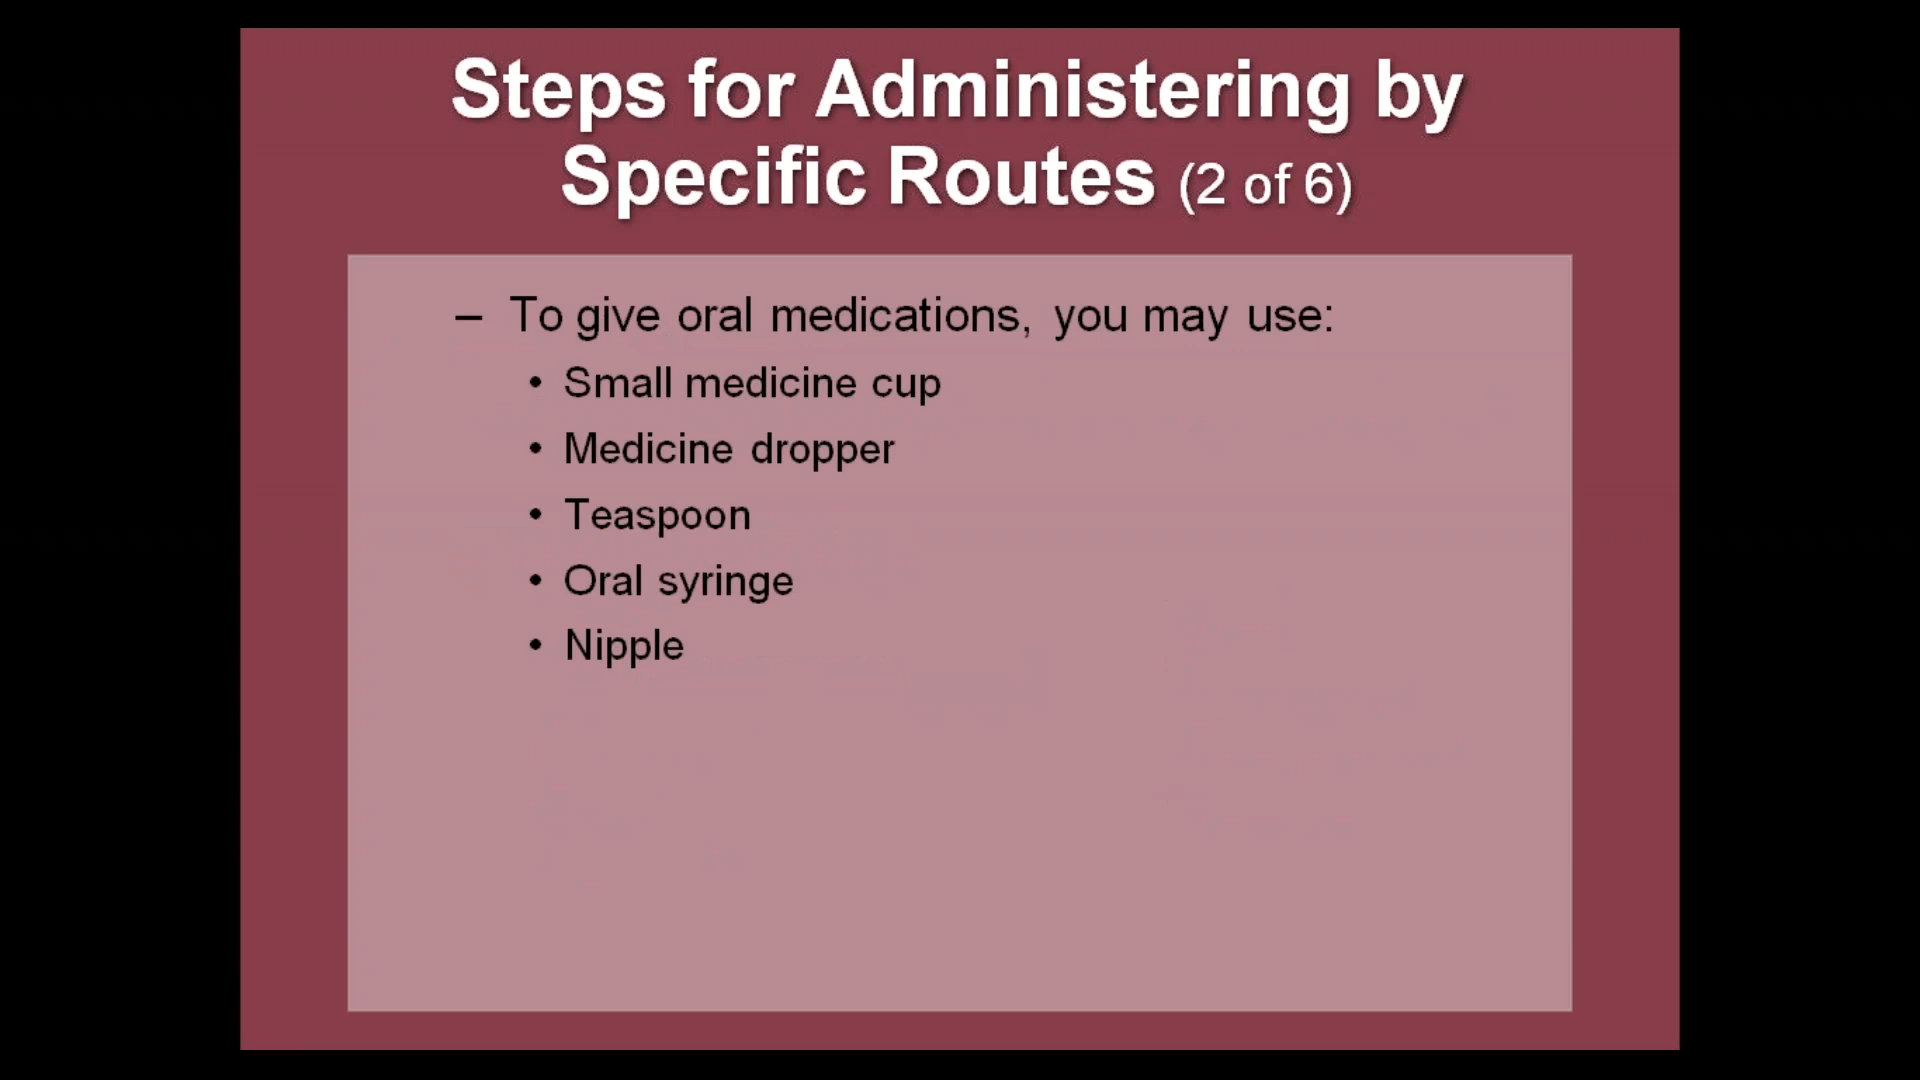 Steps for Administering by
Specific Routes (2 of 6)
– To give oral medications, you may use:
• Small medicine cup
• Medicine dropper
• Teaspoon
• Oral syringe
• Nipple